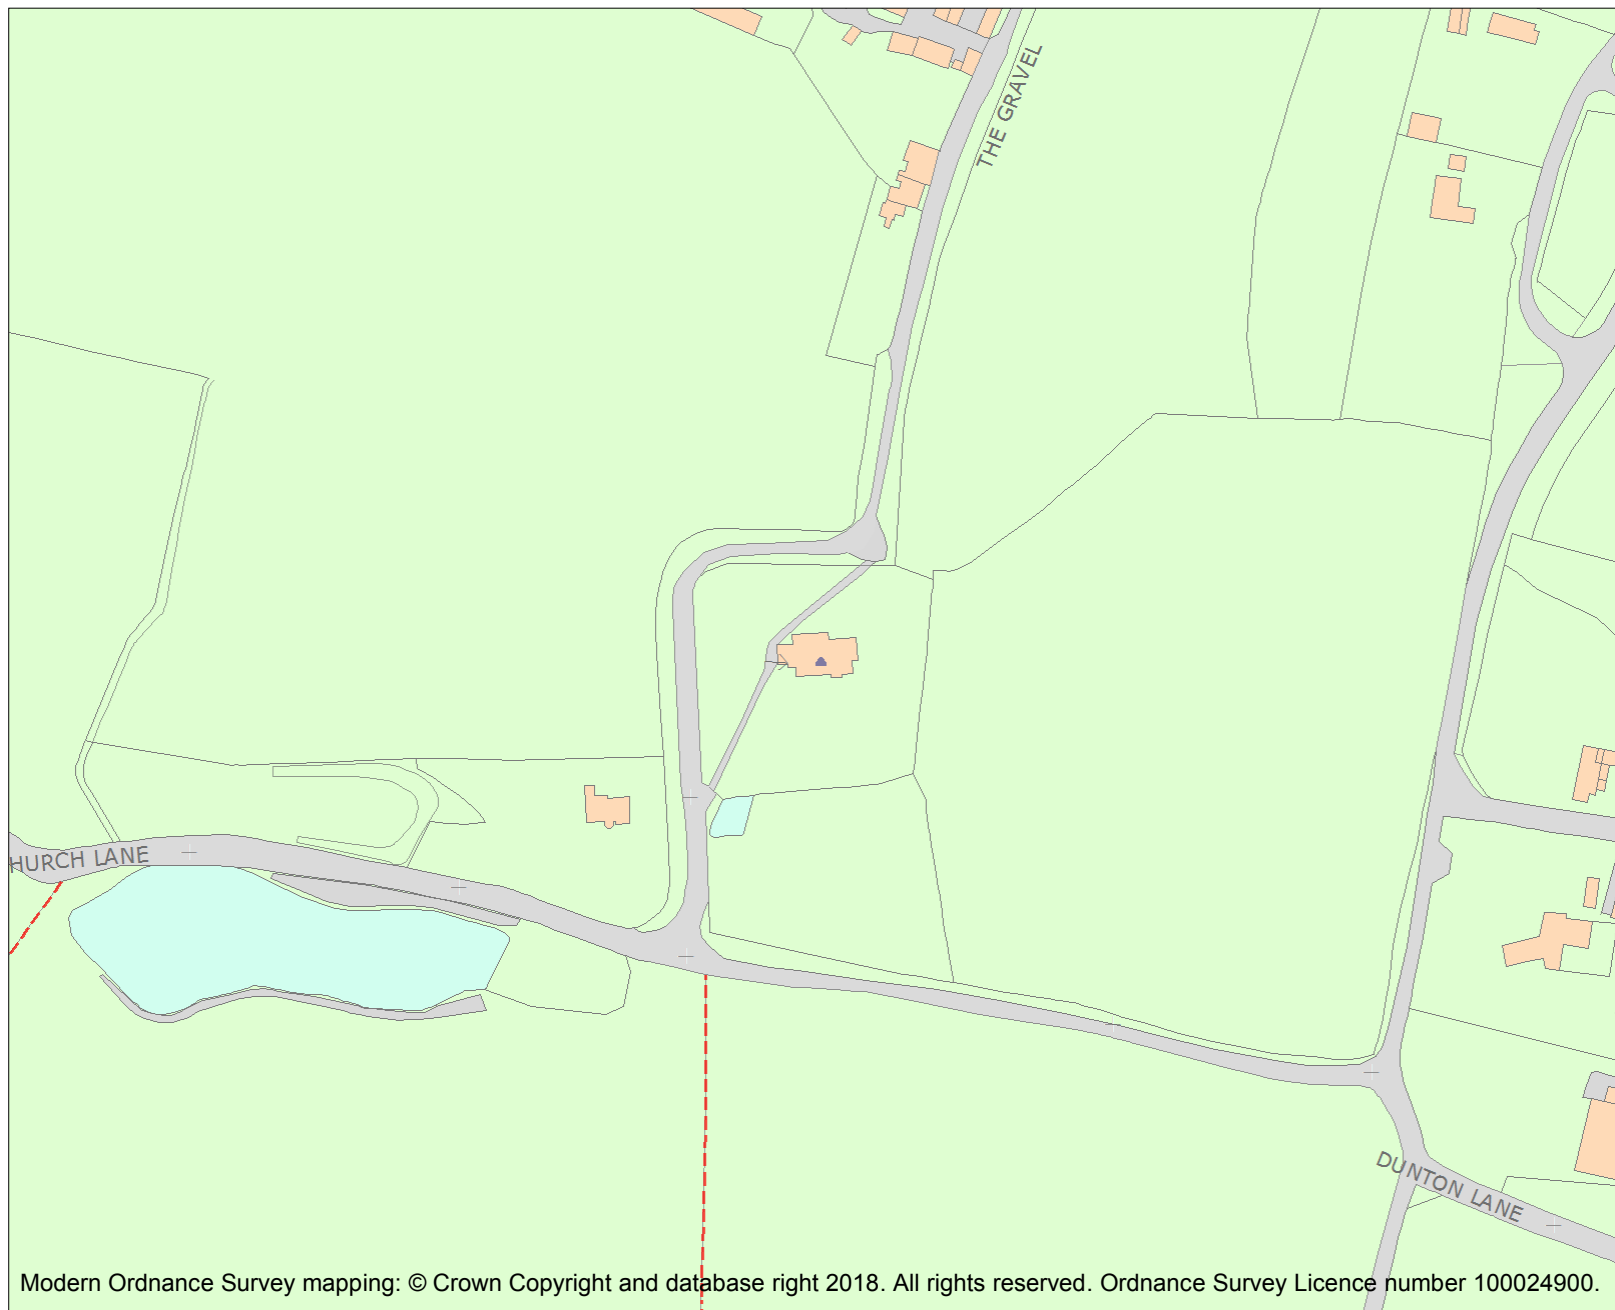 THE GRAVEL
HURCH LANE
DUNTON LANE
Modern Ordnance Survey mapping: © Crown Copyright and database right 2018. All rights reserved. Ordnance Survey Licence number 100024900.